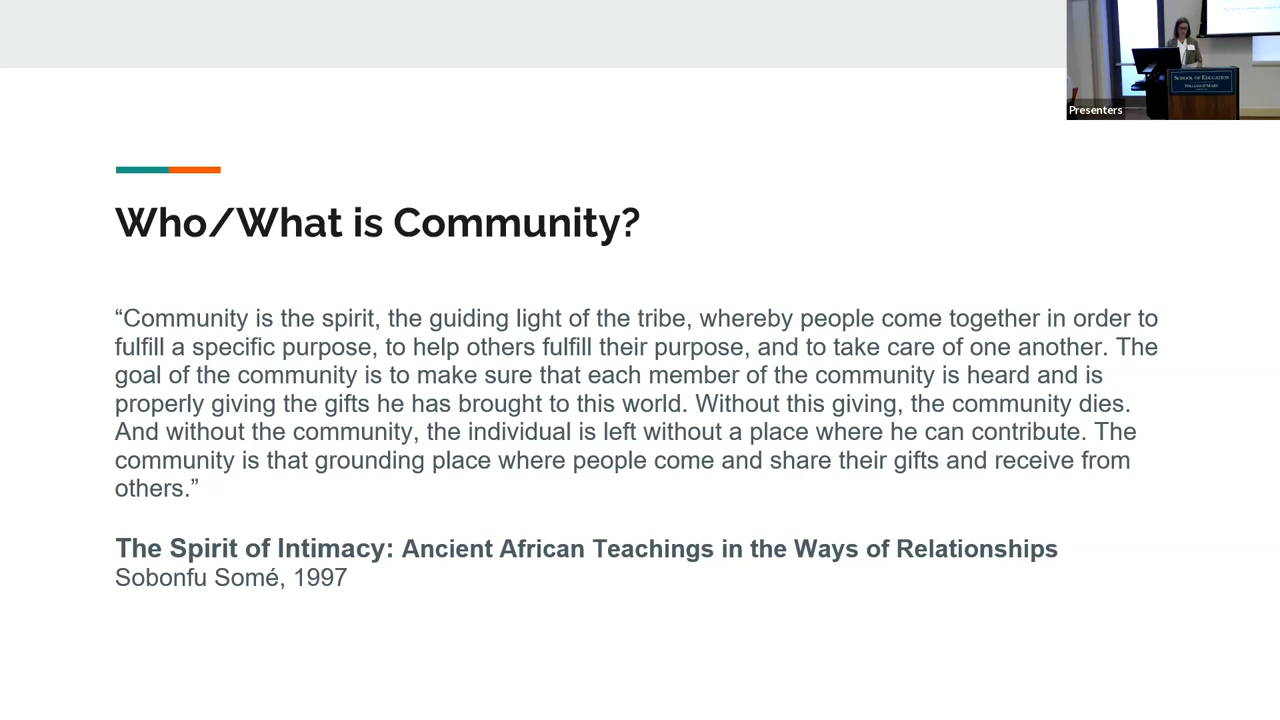 Presenters
SCHOOL OF EDUCATION
WILLIAM & MARY
Who/What is Community?
“Community is the spirit, the guiding light of the tribe, whereby people come together in order to
fulfill a specific purpose, to help others fulfill their purpose, and to take care of one another. The
goal of the community is to make sure that each member of the community is heard and is
properly giving the gifts he has brought to this world. Without this giving, the community dies.
And without the community, the individual is left without a place where he can contribute. The
community is that grounding place where people come and share their gifts and receive from
others.”
The Spirit of Intimacy: Ancient African Teachings in the Ways of Relationships
Sobonfu Somé, 1997